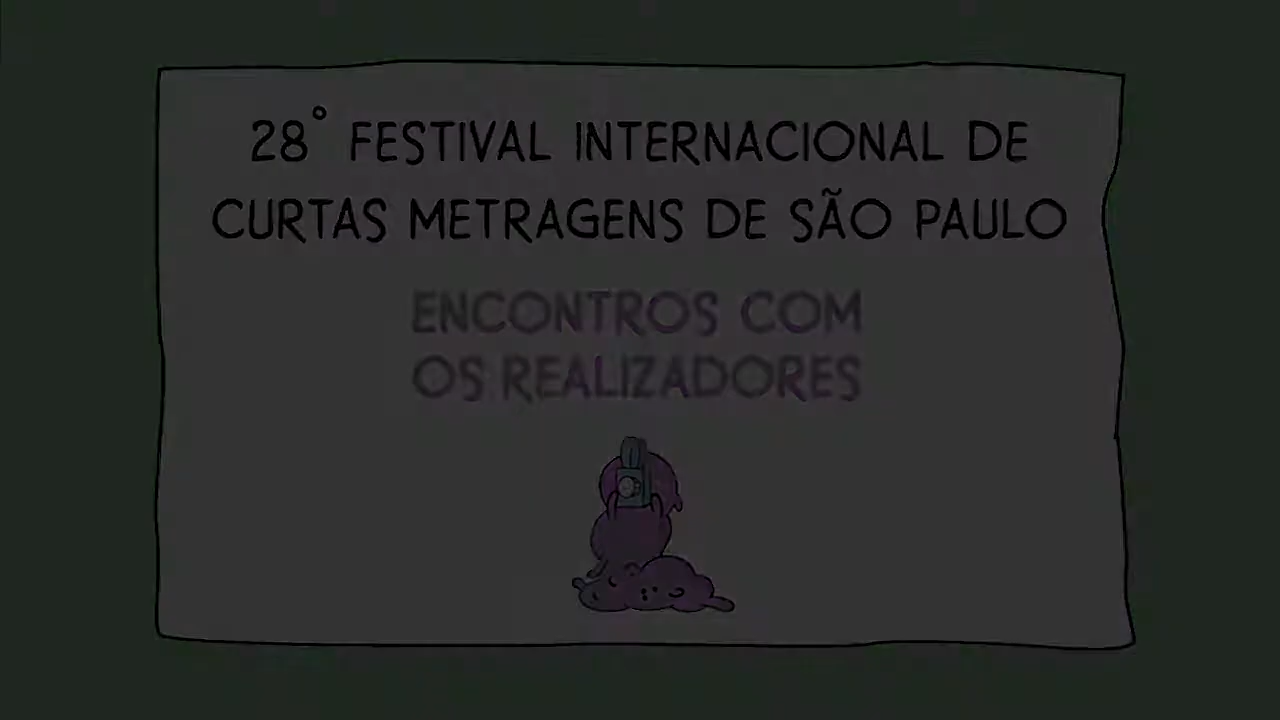 28° FESTIVAL INTERNACIONAL DE
CURTAS METRAGENS DE SÃO PAULO
ENCONTROS COM
OS REALIZADORES